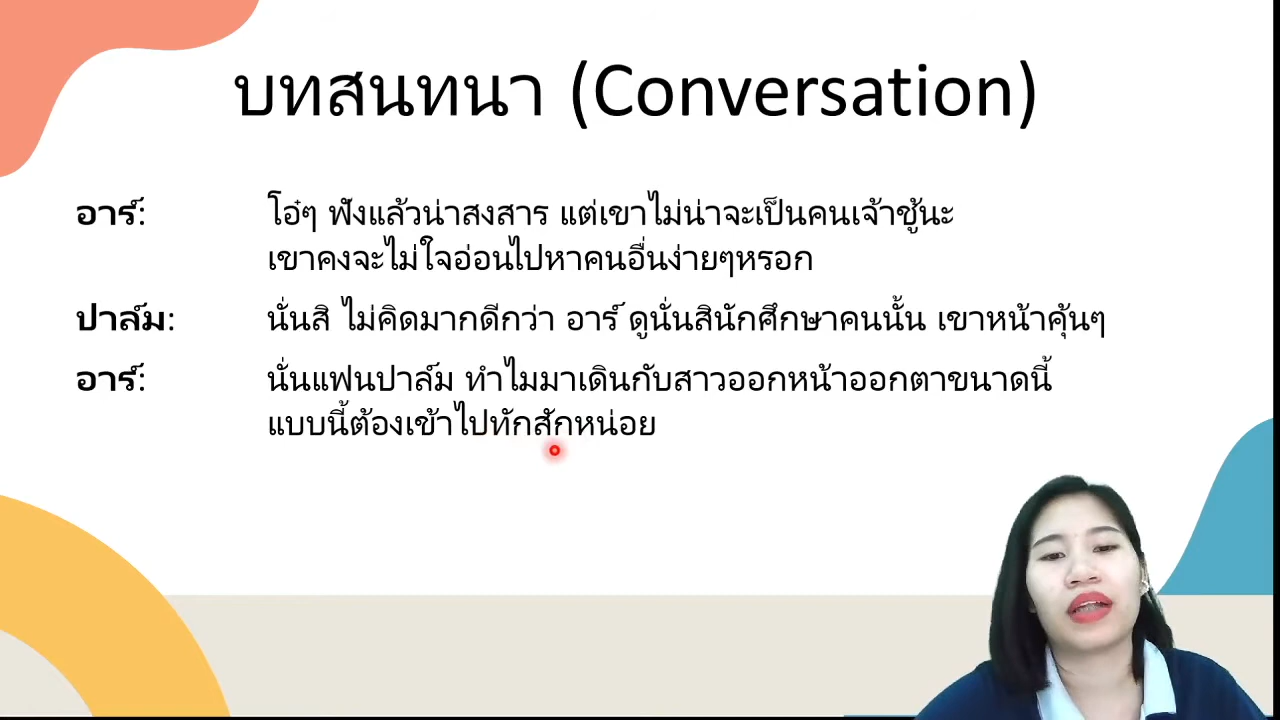 บทสนทนา (Conversation)
อาร์: โอ๋ๆ ฟังแล้วน่าสงสาร แต่เขาไม่น่าจะเป็นคนเจ้าชู้นะ
เขาคงจะไม่ใจอ่อนไปหาคนอื่นง่ายๆหรอก
ปาล์ม: นั่นสิ ไม่คิดมากดีกว่า อาร์ ดูนั่นสินักศึกษาคนนั้น เขาหน้าคุ้นๆ
อาร์: นั่นแฟนปาล์ม ทำไมมาเดินกับสาวออกหน้าออกตาขนาดนี้
แบบนี้ต้องเข้าไปทักสักหน่อย